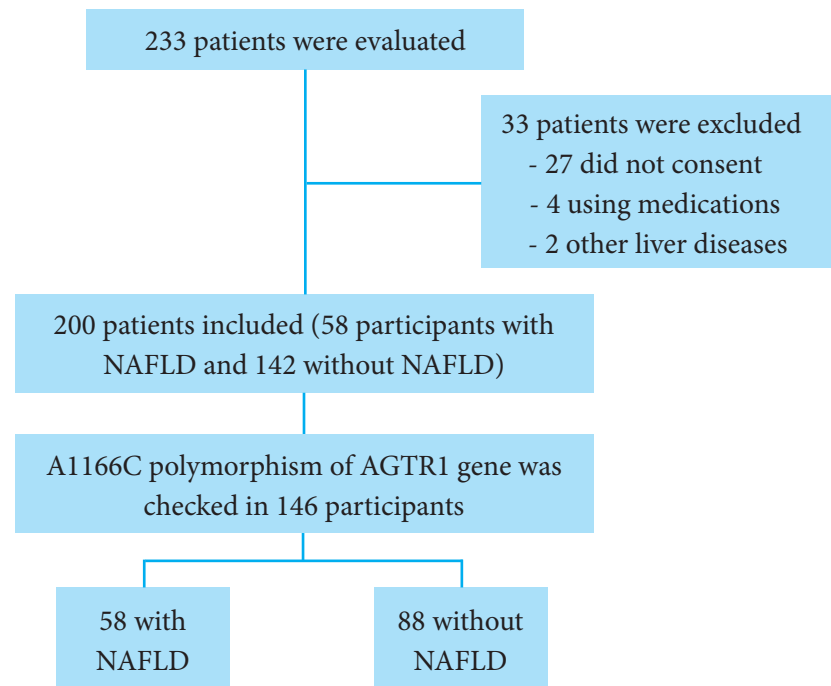 233 patients were evaluated
33 patients were excluded
- 27 did not consent
- 4 using medications
- 2 other liver diseases
200 patients included (58 participants with
NAFLD and 142 without NAFLD)
A1166C polymorphism of AGTR1 gene was
checked in 146 participants
58 with
NAFLD
88 without
NAFLD